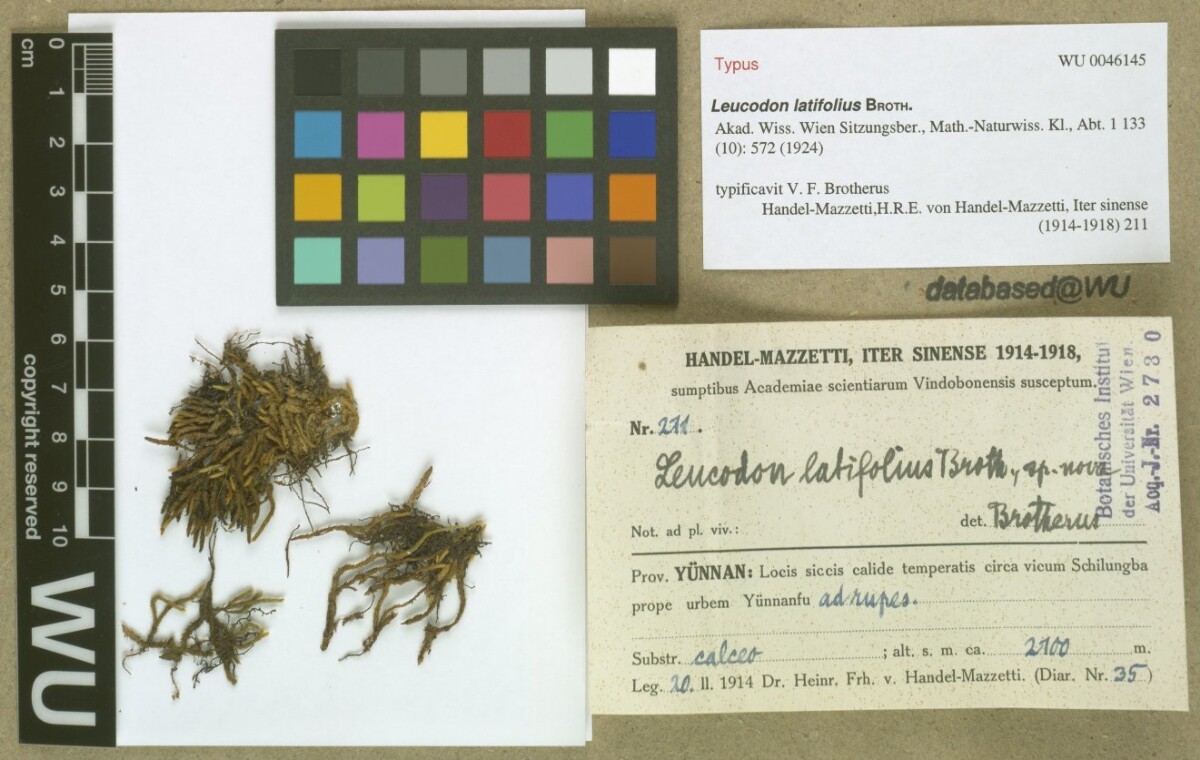 0
cm
1
2
3
4
5
6
7
8
9
10
copyright reserved
WU
Typus
WU 0046145
Leucodon latifolius BROTH.
Akad. Wiss. Wien Sitzungsber., Math.-Naturwiss. Kl., Abt. 1 133
(10): 572 (1924)
typificavit V. F. Brotherus
Handel-Mazzetti,H.R.E. von Handel-Mazzetti, Iter sinense
(1914-1918) 211
databased@WU
HANDEL-MAZZETTI, ITER SINENSE 1914-1918,
sumptibus Academiae scientiarum Vindobonensis susceptum.
Nr. 211.
Leucodon latifolius Broth., sp. nova
Not. ad pl. viv.:
det. Brotherus
Prov. YÜNNAN: Locis siccis calide temperatis circa vicum Schilungba
prope urbem Yünnanfu ad rupes.
Substr. calceo ; alt. s. m. ca. 2100 m.
Leg. 20. II. 1914 Dr. Heinr. Frh. v. Handel-Mazzetti. (Diar. Nr. 35)
Botanisches Institut
der Universität Wien
Acq.-J.-Nr. 2730